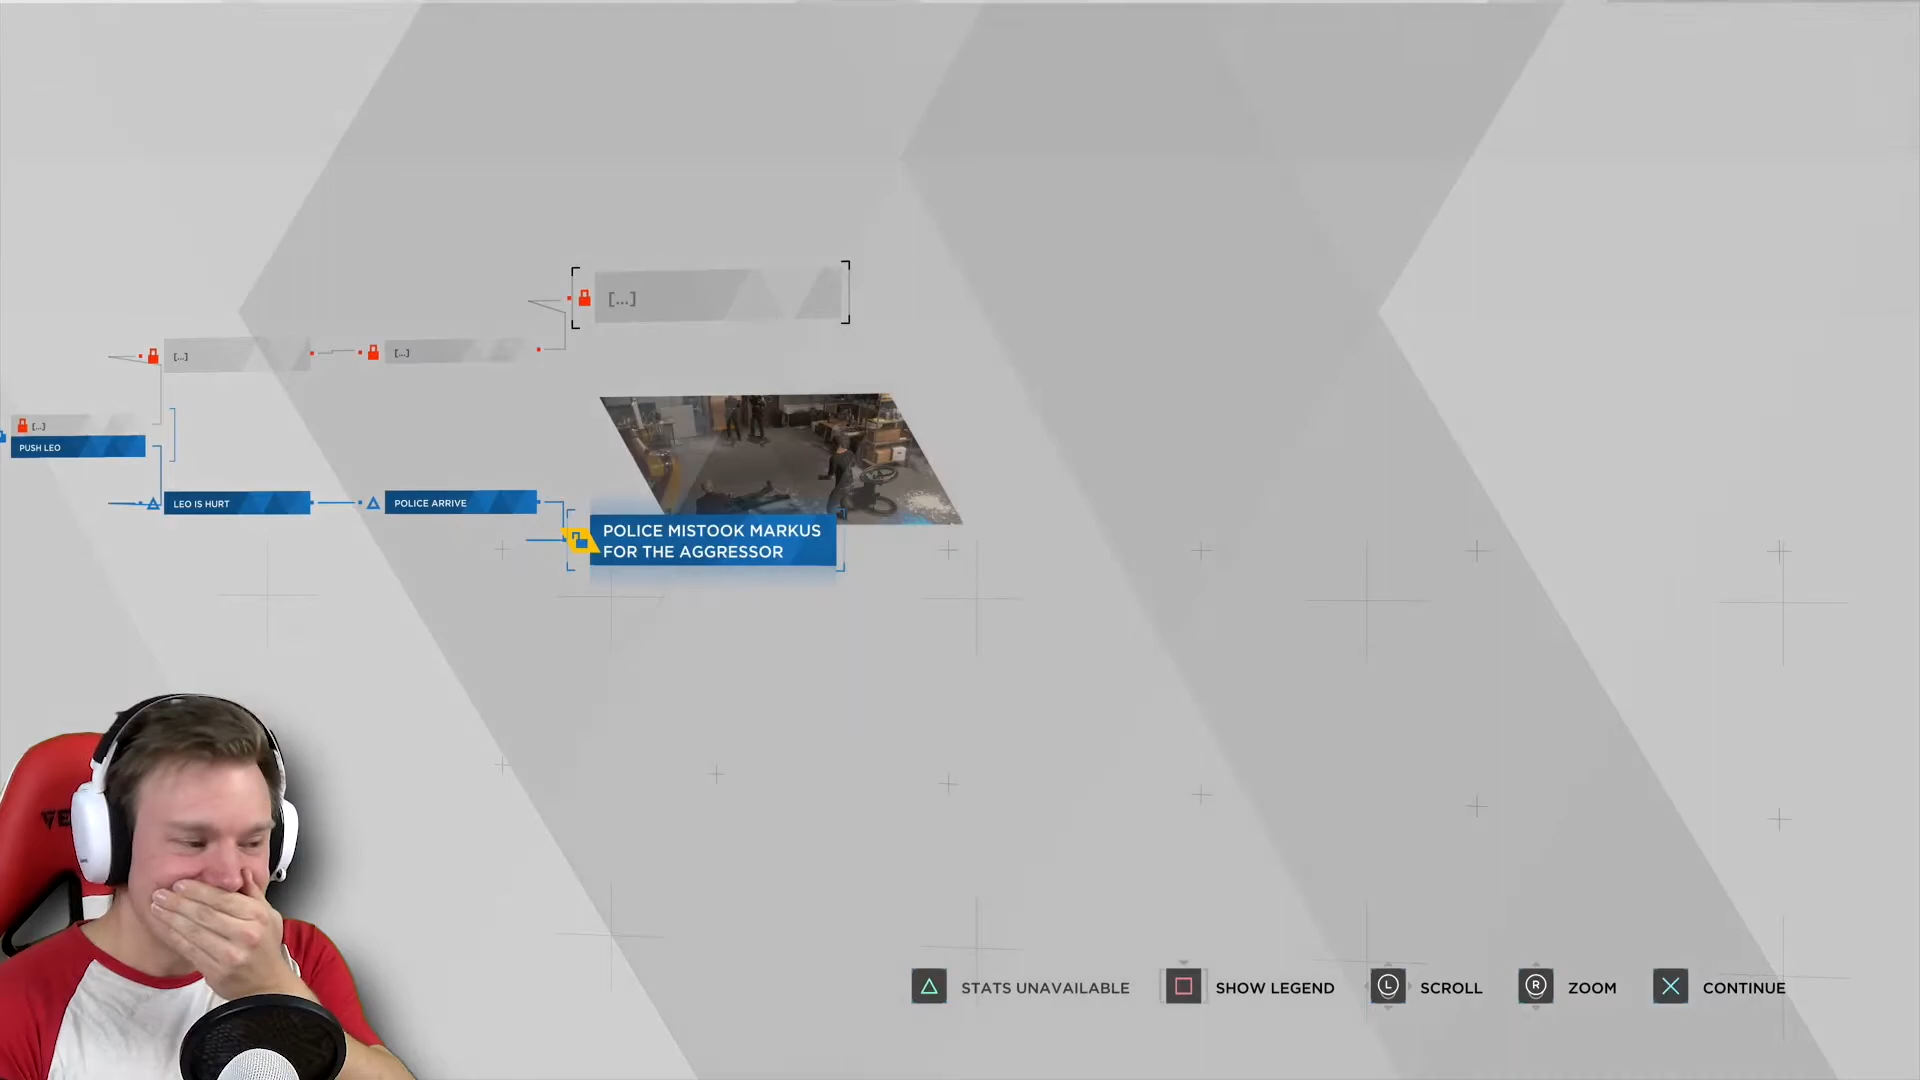 [...]
[...]
[...]
[...]
PUSH LEO
LEO IS HURT
POLICE ARRIVE
POLICE MISTOOK MARKUS
FOR THE AGGRESSOR
STATS UNAVAILABLE
SHOW LEGEND
L
SCROLL
R
ZOOM
CONTINUE